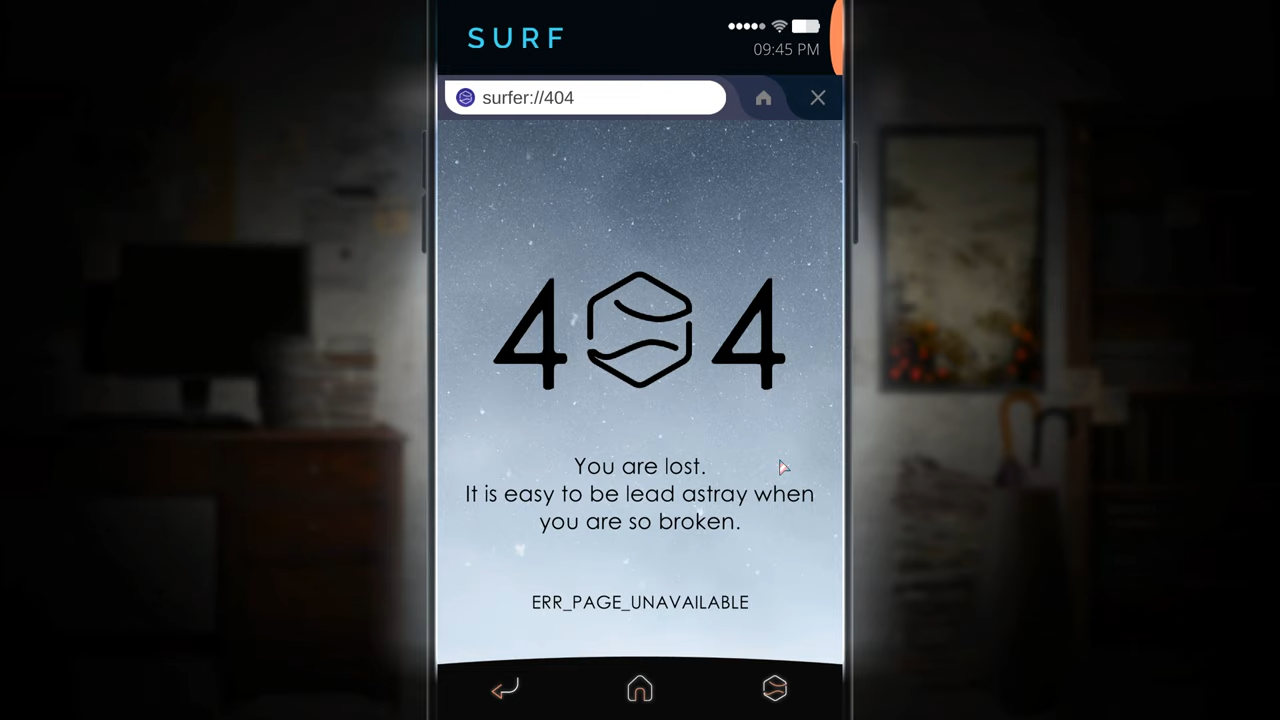 SURF
09:45 PM
surfer://404
404
You are lost.
It is easy to be lead astray when
you are so broken.
ERR_PAGE_UNAVAILABLE